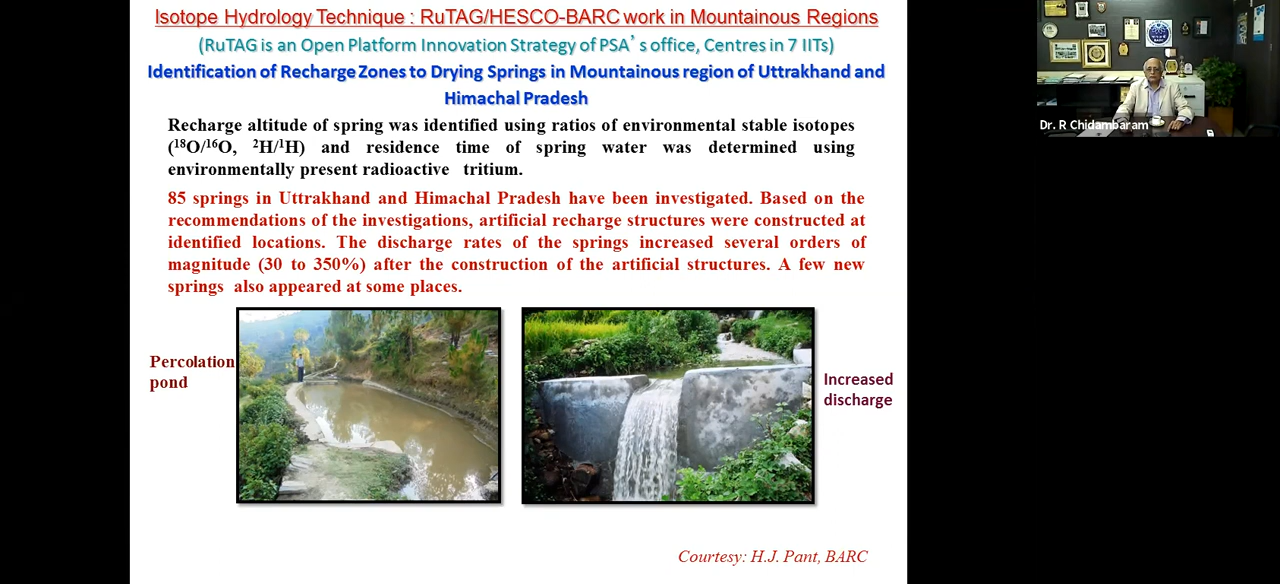 Isotope Hydrology Technique : RuTAG/HESCO-BARC work in Mountainous Regions
(RuTAG is an Open Platform Innovation Strategy of PSA's office, Centres in 7 IITs)
Identification of Recharge Zones to Drying Springs in Mountainous region of Uttrakhand and
Himachal Pradesh
Recharge altitude of spring was identified using ratios of environmental stable isotopes
(¹⁸O/¹⁶O, ²H/¹H) and residence time of spring water was determined using
environmentally present radioactive tritium.
85 springs in Uttrakhand and Himachal Pradesh have been investigated. Based on the
recommendations of the investigations, artificial recharge structures were constructed at
identified locations. The discharge rates of the springs increased several orders of
magnitude (30 to 350%) after the construction of the artificial structures. A few new
springs also appeared at some places.
Percolation
pond
Increased
discharge
Courtesy: H.J. Pant, BARC
Dr. R Chidambaram